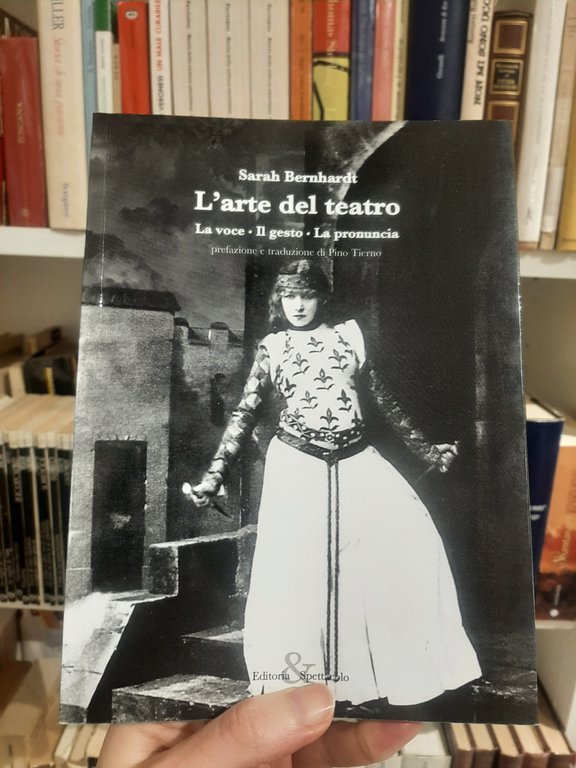 Sarah Bernhardt
L'arte del teatro
La voce • Il gesto • La pronuncia
prefazione e traduzione di Pino Tierno
Editoria & Spettacolo